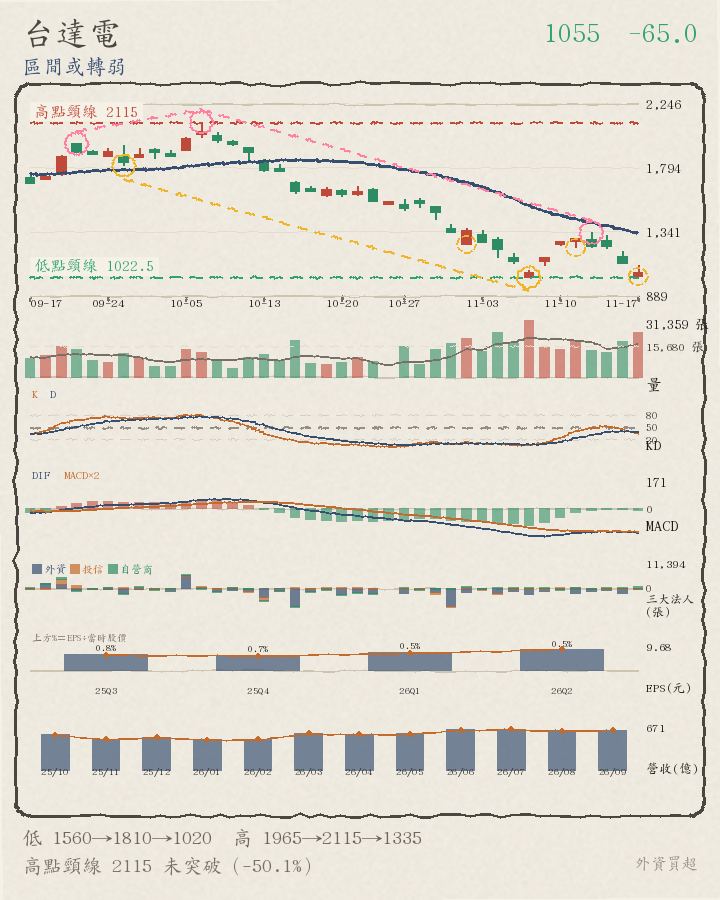 台達電
1055 -65.0
區間或轉弱
高點頸線 2115
2,246
1,794
1,341
低點頸線 1022.5
889
09-17 09-24 10-05 10-13 10-20 10-27 11-03 11-10 11-17
31,359 張
15,680 張
量
K D
80
50
20
KD
DIF MACD×2
171
0
MACD
外資 投信 自營商
11,394
0
三大法人
(張)
上方%=EPS÷當時股價
0.8% 0.7% 0.5% 0.5%
9.68
25Q3 25Q4 26Q1 26Q2
EPS(元)
671
25/10 25/11 25/12 26/01 26/02 26/03 26/04 26/05 26/06 26/07 26/08 26/09
營收(億)
低 1560→1810→1020 高 1965→2115→1335
高點頸線 2115 未突破 (-50.1%)
外資買超